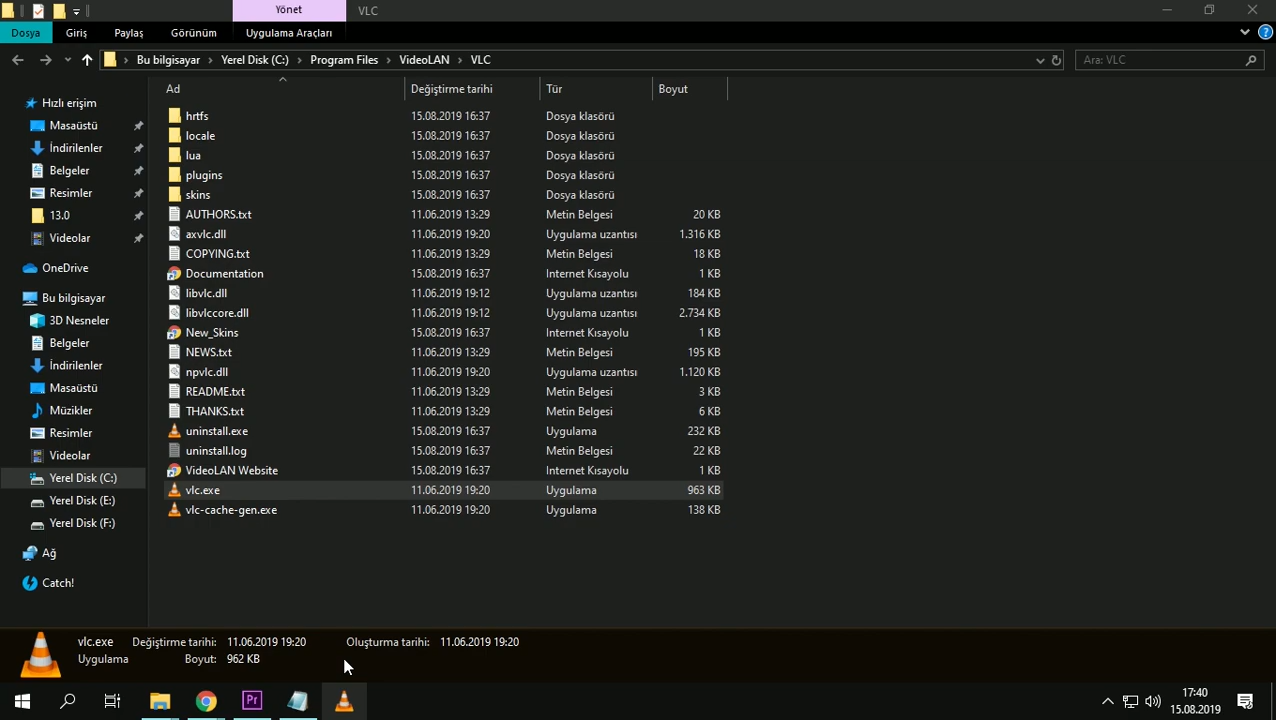 Yönet
VLC
Dosya
Giriş
Paylaş
Görünüm
Uygulama Araçları
Bu bilgisayar > Yerel Disk (C:) > Program Files > VideoLAN > VLC
Ara: VLC
Ad Değiştirme tarihi Tür Boyut
Hızlı erişim
Masaüstü
İndirilenler
Belgeler
Resimler
13.0
Videolar
OneDrive
Bu bilgisayar
3D Nesneler
Belgeler
İndirilenler
Masaüstü
Müzikler
Resimler
Videolar
Yerel Disk (C:)
Yerel Disk (E:)
Yerel Disk (F:)
Ağ
Catch!
hrtfs 15.08.2019 16:37 Dosya klasörü
locale 15.08.2019 16:37 Dosya klasörü
lua 15.08.2019 16:37 Dosya klasörü
plugins 15.08.2019 16:37 Dosya klasörü
skins 15.08.2019 16:37 Dosya klasörü
AUTHORS.txt 11.06.2019 13:29 Metin Belgesi 20 KB
axvlc.dll 11.06.2019 19:20 Uygulama uzantısı 1.316 KB
COPYING.txt 11.06.2019 13:29 Metin Belgesi 18 KB
Documentation 15.08.2019 16:37 Internet Kısayolu 1 KB
libvlc.dll 11.06.2019 19:12 Uygulama uzantısı 184 KB
libvlccore.dll 11.06.2019 19:12 Uygulama uzantısı 2.734 KB
New_Skins 15.08.2019 16:37 Internet Kısayolu 1 KB
NEWS.txt 11.06.2019 13:29 Metin Belgesi 195 KB
npvlc.dll 11.06.2019 19:20 Uygulama uzantısı 1.120 KB
README.txt 11.06.2019 13:29 Metin Belgesi 3 KB
THANKS.txt 11.06.2019 13:29 Metin Belgesi 6 KB
uninstall.exe 15.08.2019 16:37 Uygulama 232 KB
uninstall.log 15.08.2019 16:37 Metin Belgesi 22 KB
VideoLAN Website 15.08.2019 16:37 Internet Kısayolu 1 KB
vlc.exe 11.06.2019 19:20 Uygulama 963 KB
vlc-cache-gen.exe 11.06.2019 19:20 Uygulama 138 KB
vlc.exe Değiştirme tarihi: 11.06.2019 19:20 Oluşturma tarihi: 11.06.2019 19:20
Uygulama Boyut: 962 KB
Pr
17:40
15.08.2019